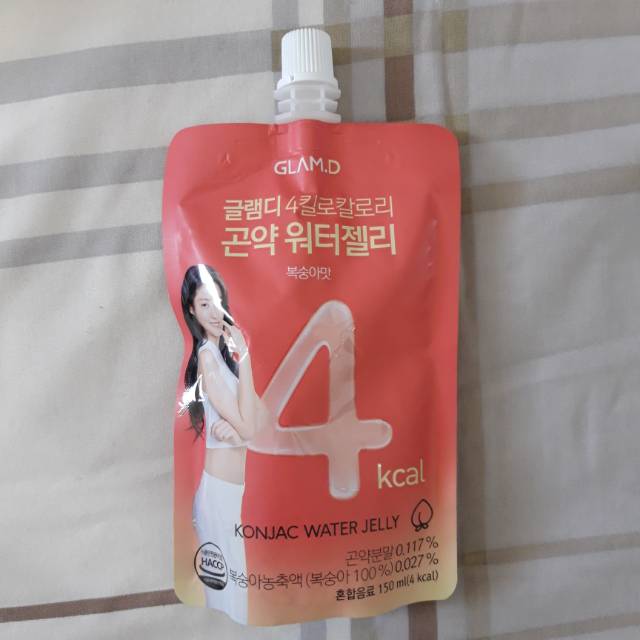 GLAM.D
글램디 4킬로칼로리
곤약 워터젤리
복숭아맛
4
kcal
KONJAC WATER JELLY
HACCP
곤약분말 0.117 %
복숭아농축액 (복숭아 100 %) 0.027 %
혼합음료 150 ml(4 kcal)